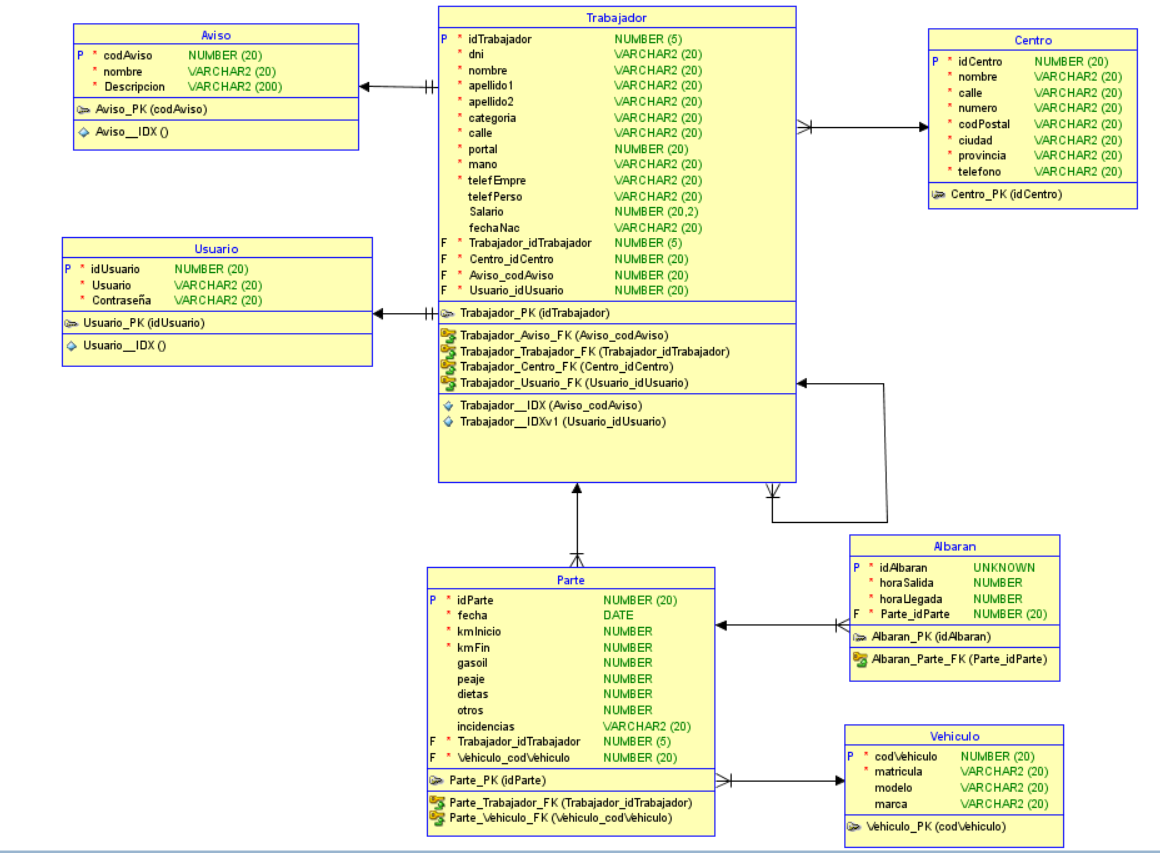 Aviso
P * codAviso NUMBER (20)
* nombre VARCHAR2 (20)
* Descripcion VARCHAR2 (200)
Aviso_PK (codAviso)
Aviso__IDX ()
Trabajador
P * idTrabajador NUMBER (5)
* dni VARCHAR2 (20)
* nombre VARCHAR2 (20)
* apellido1 VARCHAR2 (20)
* apellido2 VARCHAR2 (20)
* categoria VARCHAR2 (20)
* calle VARCHAR2 (20)
* portal NUMBER (20)
* mano VARCHAR2 (20)
* telefEmpre VARCHAR2 (20)
telefPerso VARCHAR2 (20)
Salario NUMBER (20,2)
fechaNac VARCHAR2 (20)
F * Trabajador_idTrabajador NUMBER (5)
F * Centro_idCentro NUMBER (20)
F * Aviso_codAviso NUMBER (20)
F * Usuario_idUsuario NUMBER (20)
Trabajador_PK (idTrabajador)
Trabajador_Aviso_FK (Aviso_codAviso)
Trabajador_Trabajador_FK (Trabajador_idTrabajador)
Trabajador_Centro_FK (Centro_idCentro)
Trabajador_Usuario_FK (Usuario_idUsuario)
Trabajador__IDX (Aviso_codAviso)
Trabajador__IDXv1 (Usuario_idUsuario)
Centro
P * idCentro NUMBER (20)
* nombre VARCHAR2 (20)
* calle VARCHAR2 (20)
* numero VARCHAR2 (20)
* codPostal VARCHAR2 (20)
* ciudad VARCHAR2 (20)
* provincia VARCHAR2 (20)
* telefono VARCHAR2 (20)
Centro_PK (idCentro)
Usuario
P * idUsuario NUMBER (20)
* Usuario VARCHAR2 (20)
* Contraseña VARCHAR2 (20)
Usuario_PK (idUsuario)
Usuario__IDX ()
Parte
P * idParte NUMBER (20)
* fecha DATE
* kmInicio NUMBER
* kmFin NUMBER
gasoil NUMBER
peaje NUMBER
dietas NUMBER
otros NUMBER
incidencias VARCHAR2 (20)
F * Trabajador_idTrabajador NUMBER (5)
F * Vehiculo_codVehiculo NUMBER (20)
Parte_PK (idParte)
Parte_Trabajador_FK (Trabajador_idTrabajador)
Parte_Vehiculo_FK (Vehiculo_codVehiculo)
Albaran
P * idAlbaran UNKNOWN
* horaSalida NUMBER
* horaLlegada NUMBER
F * Parte_idParte NUMBER (20)
Albaran_PK (idAlbaran)
Albaran_Parte_FK (Parte_idParte)
Vehiculo
P * codVehiculo NUMBER (20)
* matricula VARCHAR2 (20)
modelo VARCHAR2 (20)
marca VARCHAR2 (20)
Vehiculo_PK (codVehiculo)